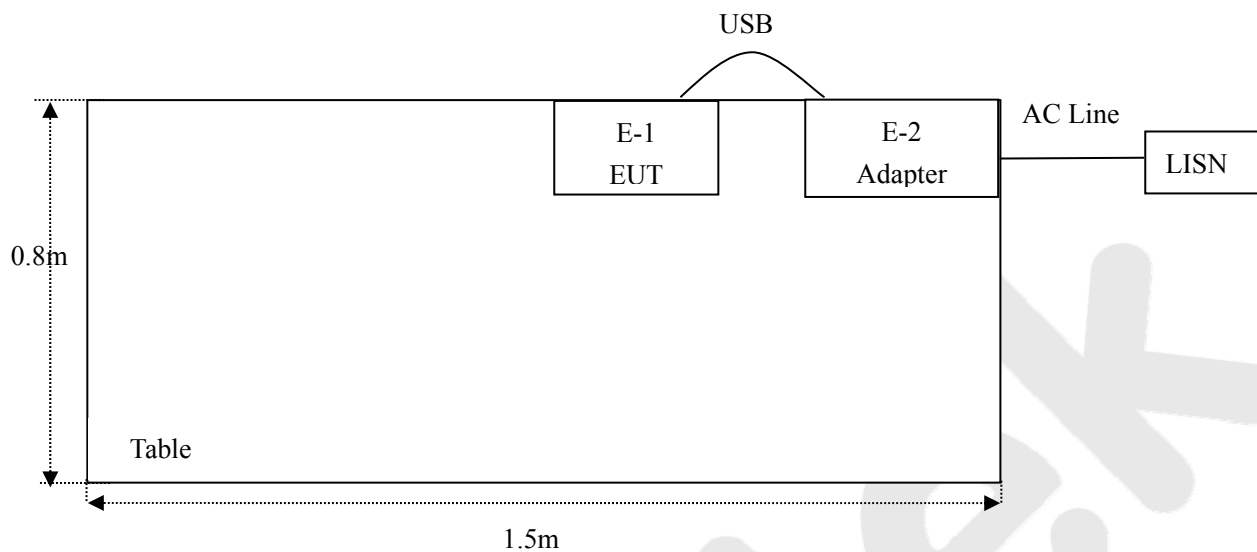 USB
E-1
EUT
E-2
Adapter
AC Line
LISN
0.8m
Table
1.5m